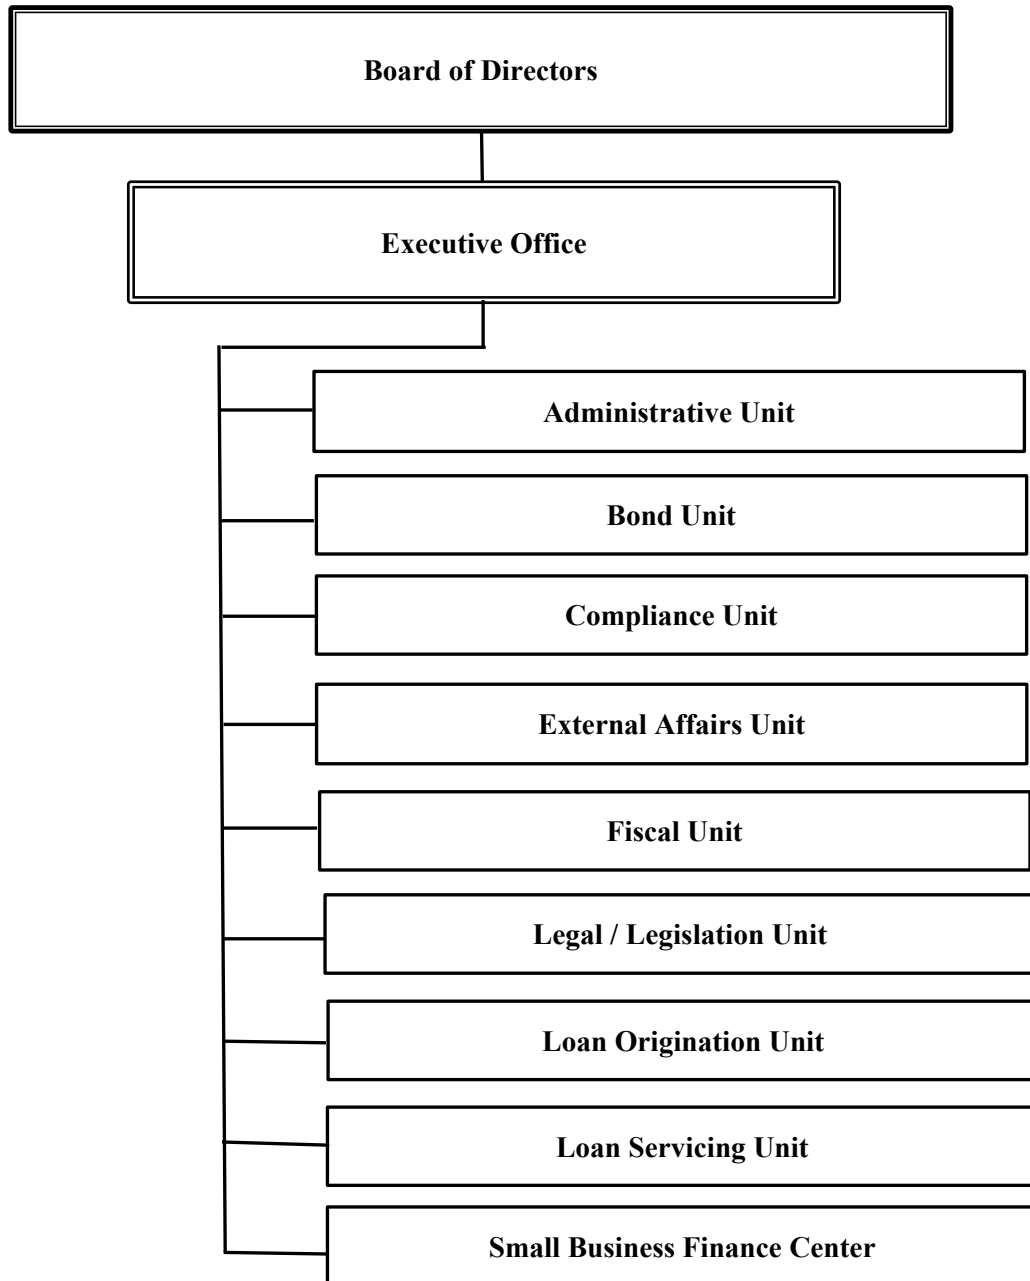 Board of Directors
Executive Office
Administrative Unit
Bond Unit
Compliance Unit
External Affairs Unit
Fiscal Unit
Legal / Legislation Unit
Loan Origination Unit
Loan Servicing Unit
Small Business Finance Center